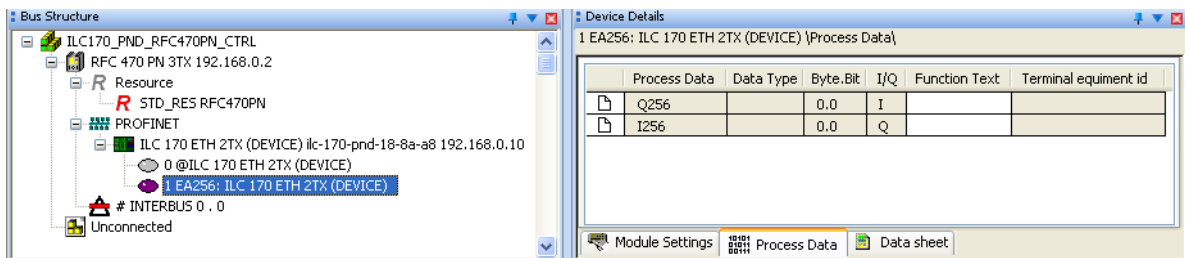 Bus Structure
ILC170_PND_RFC470PN_CTRL
RFC 470 PN 3TX 192.168.0.2
Resource
STD_RES RFC470PN
PROFINET
ILC 170 ETH 2TX (DEVICE) ilc-170-pnd-18-8a-a8 192.168.0.10
0 @ILC 170 ETH 2TX (DEVICE)
1 EA256: ILC 170 ETH 2TX (DEVICE)
# INTERBUS 0 . 0
Unconnected
Device Details
1 EA256: ILC 170 ETH 2TX (DEVICE) \Process Data\
Process Data Data Type Byte.Bit I/Q Function Text Terminal equiment id
Q256 0.0 I
I256 0.0 Q
Module Settings Process Data Data sheet